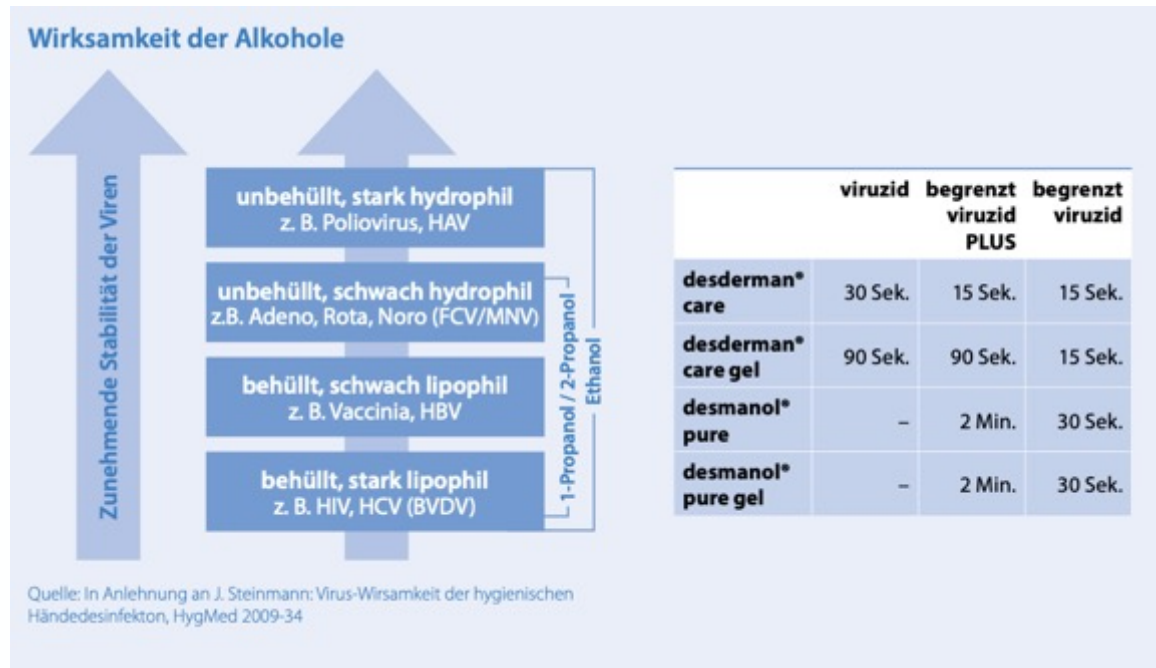 Wirksamkeit der Alkohole
Zunehmende Stabilität der Viren
unbehüllt, stark hydrophil
z. B. Poliovirus, HAV
unbehüllt, schwach hydrophil
z.B. Adeno, Rota, Noro (FCV/MNV)
behüllt, schwach lipophil
z. B. Vaccinia, HBV
behüllt, stark lipophil
z. B. HIV, HCV (BVDV)
1-Propanol / 2-Propanol
Ethanol
viruzid begrenzt begrenzt
viruzid viruzid
PLUS
desderman®
care 30 Sek. 15 Sek. 15 Sek.
desderman®
care gel 90 Sek. 90 Sek. 15 Sek.
desmanol®
pure – 2 Min. 30 Sek.
desmanol®
pure gel – 2 Min. 30 Sek.
Quelle: In Anlehnung an J. Steinmann: Virus-Wirsamkeit der hygienischen
Händedesinfekton, HygMed 2009-34